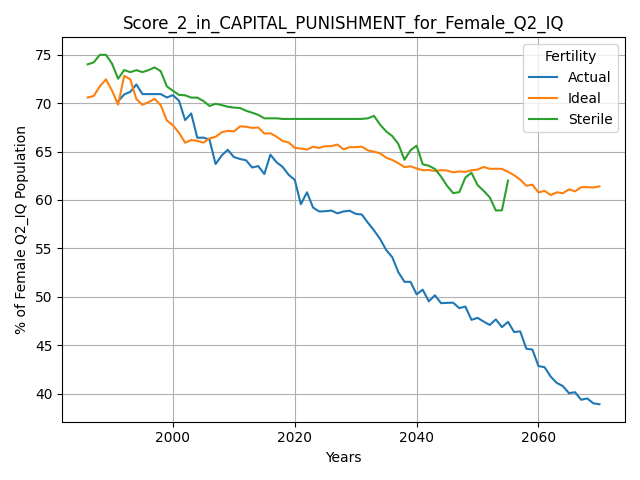 Score_2_in_CAPITAL_PUNISHMENT_for_Female_Q2_IQ
% of Female Q2_IQ Population
75
70
65
60
55
50
45
40
Fertility
Actual
Ideal
Sterile
2000 2020 2040 2060
Years